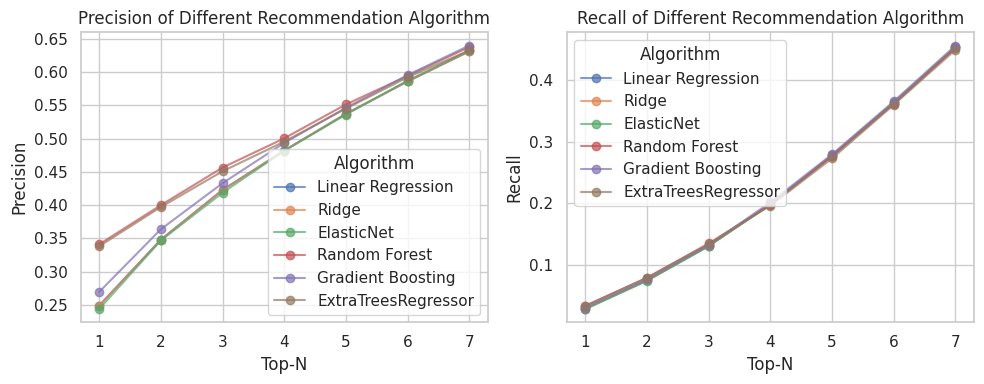 Precision of Different Recommendation Algorithm
0.65
0.60
0.55
0.50
0.45
0.40
0.35
0.30
0.25
Precision
1 2 3 4 5 6 7
Top-N
Algorithm
Linear Regression
Ridge
ElasticNet
Random Forest
Gradient Boosting
ExtraTreesRegressor
Recall of Different Recommendation Algorithm
0.4
0.3
0.2
0.1
Recall
1 2 3 4 5 6 7
Top-N
Algorithm
Linear Regression
Ridge
ElasticNet
Random Forest
Gradient Boosting
ExtraTreesRegressor